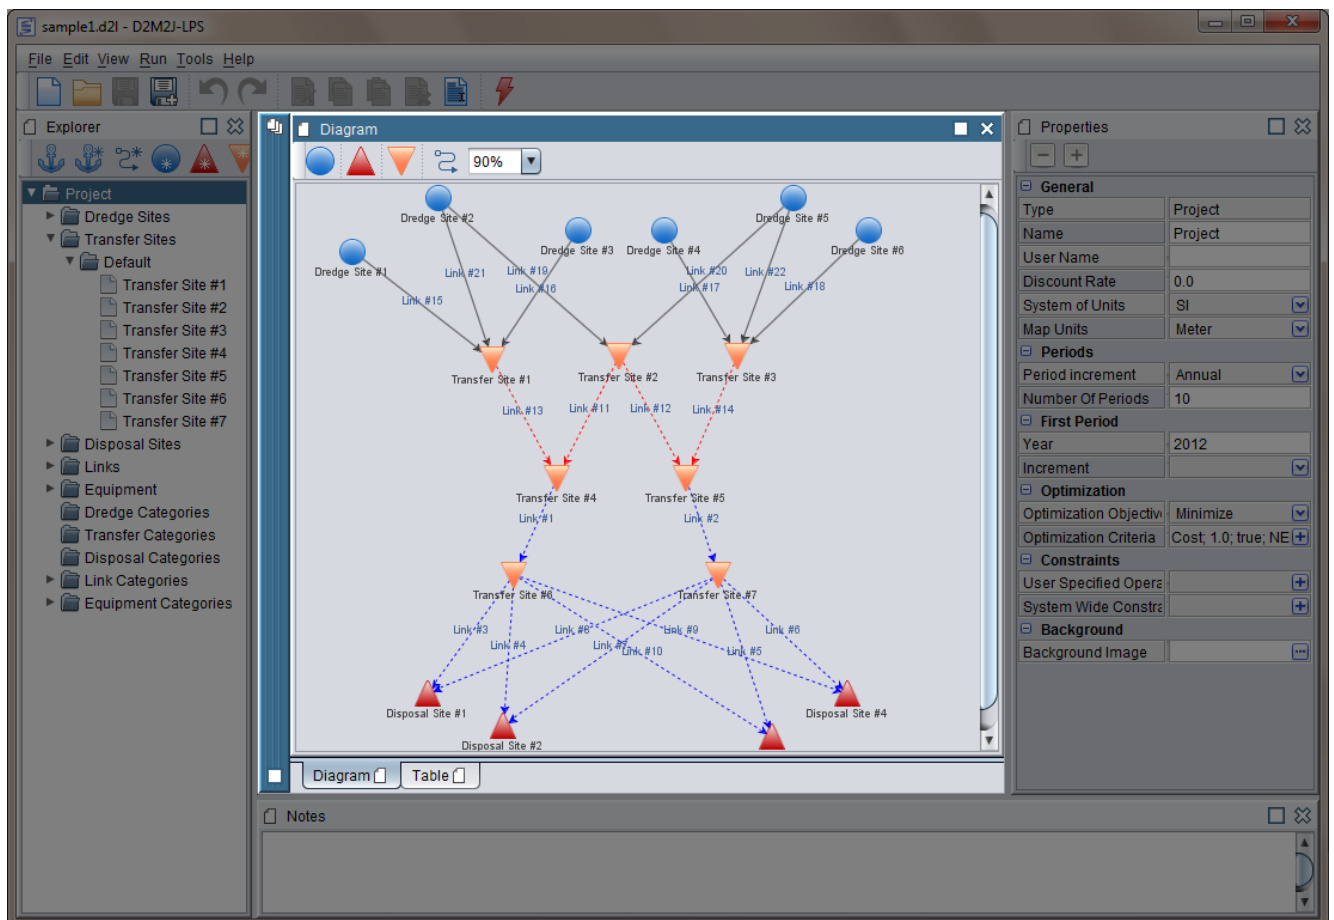 sample1.d2l - D2M2J-LPS
File Edit View Run Tools Help
Explorer
Project
Dredge Sites
Transfer Sites
Default
Transfer Site #1
Transfer Site #2
Transfer Site #3
Transfer Site #4
Transfer Site #5
Transfer Site #6
Transfer Site #7
Disposal Sites
Links
Equipment
Dredge Categories
Transfer Categories
Disposal Categories
Link Categories
Equipment Categories
Diagram
90%
Dredge Site #2
Dredge Site #5
Dredge Site #1
Dredge Site #3
Dredge Site #4
Dredge Site #6
Link #21
Link #19
Link #20
Link #22
Link #15
Link #16
Link #17
Link #18
Transfer Site #1
Transfer Site #2
Transfer Site #3
Link #13
Link #11
Link #12
Link #14
Transfer Site #4
Transfer Site #5
Link #1
Link #2
Transfer Site #6
Transfer Site #7
Link #3
Link #8
Link #9
Link #6
Link #4
Link #7
Link #10
Link #5
Disposal Site #1
Disposal Site #4
Disposal Site #2
Diagram
Table
Properties
General
Type Project
Name Project
User Name
Discount Rate 0.0
System of Units SI
Map Units Meter
Periods
Period increment Annual
Number Of Periods 10
First Period
Year 2012
Increment
Optimization
Optimization Objectiv Minimize
Optimization Criteria Cost; 1.0; true; NE
Constraints
User Specified Opera
System Wide Constra
Background
Background Image
Notes